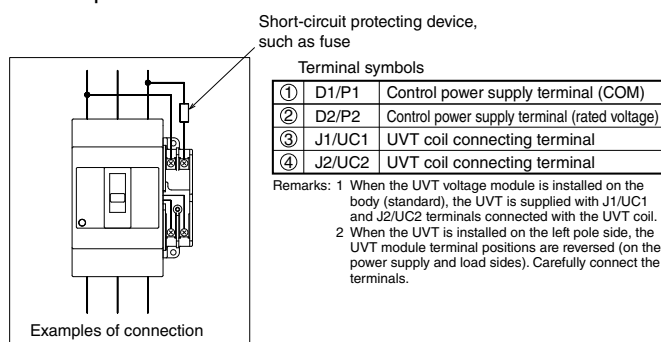 Short-circuit protecting device,
such as fuse
Terminal symbols
① D1/P1 Control power supply terminal (COM)
② D2/P2 Control power supply terminal (rated voltage)
③ J1/UC1 UVT coil connecting terminal
④ J2/UC2 UVT coil connecting terminal
Remarks: 1 When the UVT voltage module is installed on the
body (standard), the UVT is supplied with J1/UC1
and J2/UC2 terminals connected with the UVT coil.
2 When the UVT is installed on the left pole side, the
UVT module terminal positions are reversed (on the
power supply and load sides). Carefully connect the
terminals.
Examples of connection